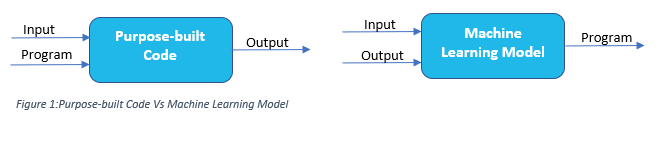 Input
Program
Purpose-built
Code
Output
Input
Output
Machine
Learning Model
Program
Figure 1:Purpose-built Code Vs Machine Learning Model